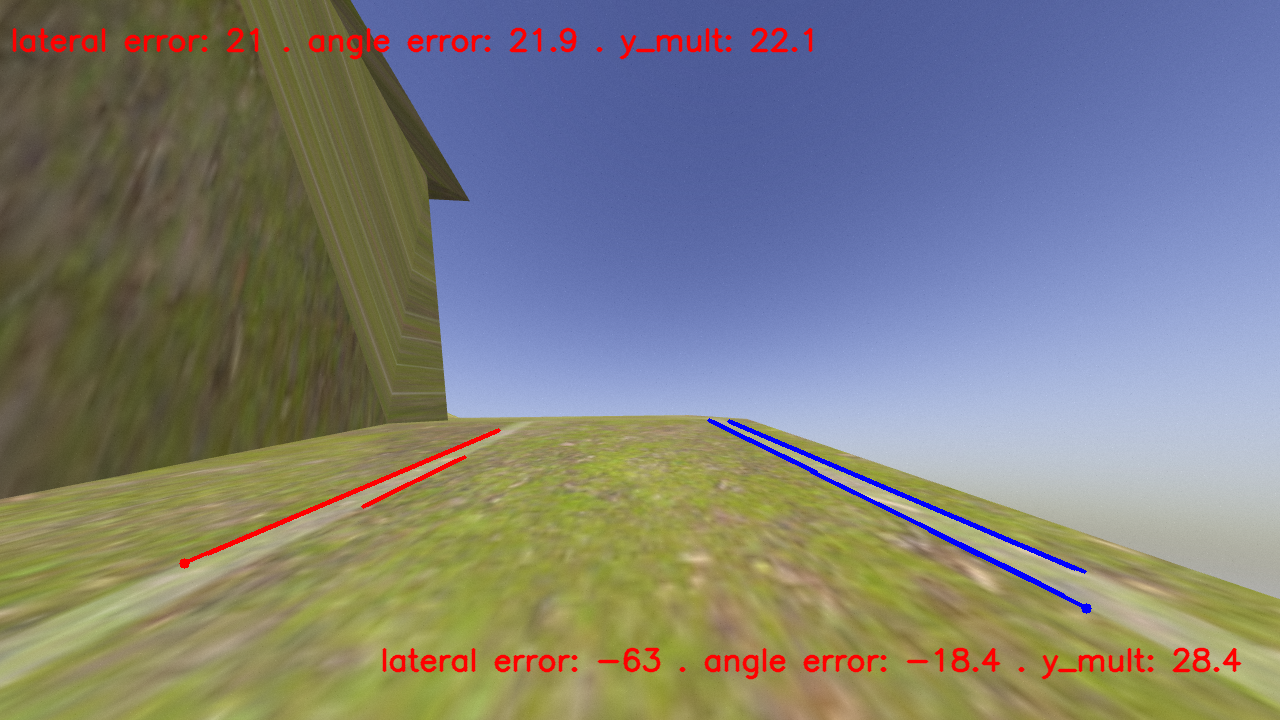 lateral error: 21 . angle error: 21.9 . y_mult: 22.1
lateral error: -63 . angle error: -18.4 . y_mult: 28.4